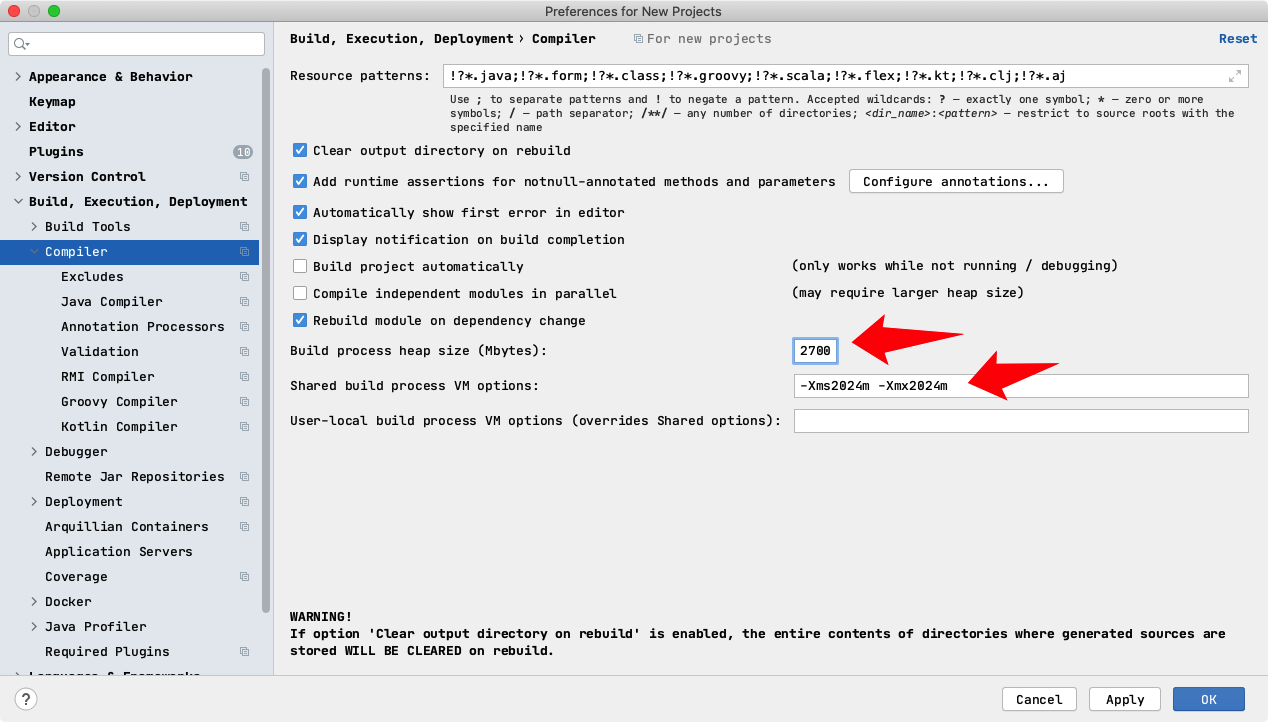 Preferences for New Projects
Build, Execution, Deployment › Compiler
For new projects
Reset
Appearance & Behavior
Keymap
Editor
Plugins
10
Version Control
Build, Execution, Deployment
Build Tools
Compiler
Excludes
Java Compiler
Annotation Processors
Validation
RMI Compiler
Groovy Compiler
Kotlin Compiler
Debugger
Remote Jar Repositories
Deployment
Arquillian Containers
Application Servers
Coverage
Docker
Java Profiler
Required Plugins
Languages & Frameworks
Resource patterns: !?*.java;!?*.form;!?*.class;!?*.groovy;!?*.scala;!?*.flex;!?*.kt;!?*.clj;!?*.aj
Use ; to separate patterns and ! to negate a pattern. Accepted wildcards: ? — exactly one symbol; * — zero or more
symbols; / — path separator; /**/ — any number of directories; <dir_name>:<pattern> — restrict to source roots with the
specified name
Clear output directory on rebuild
Add runtime assertions for notnull-annotated methods and parameters Configure annotations...
Automatically show first error in editor
Display notification on build completion
Build project automatically (only works while not running / debugging)
Compile independent modules in parallel (may require larger heap size)
Rebuild module on dependency change
Build process heap size (Mbytes): 2700
Shared build process VM options: -Xms2024m -Xmx2024m
User-local build process VM options (overrides Shared options):
WARNING!
If option 'Clear output directory on rebuild' is enabled, the entire contents of directories where generated sources are
stored WILL BE CLEARED on rebuild.
?
Cancel
Apply
OK